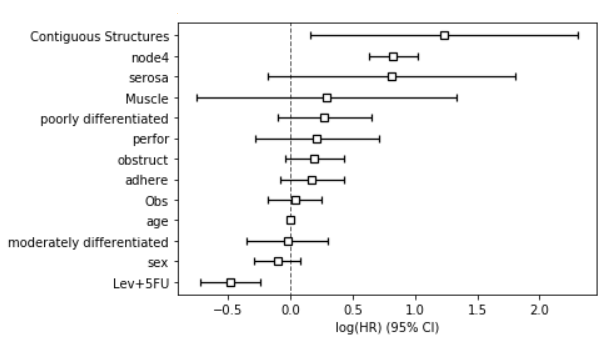 Contiguous Structures
node4
serosa
Muscle
poorly differentiated
perfor
obstruct
adhere
Obs
age
moderately differentiated
sex
Lev+5FU
−0.5 0.0 0.5 1.0 1.5 2.0
log(HR) (95% CI)